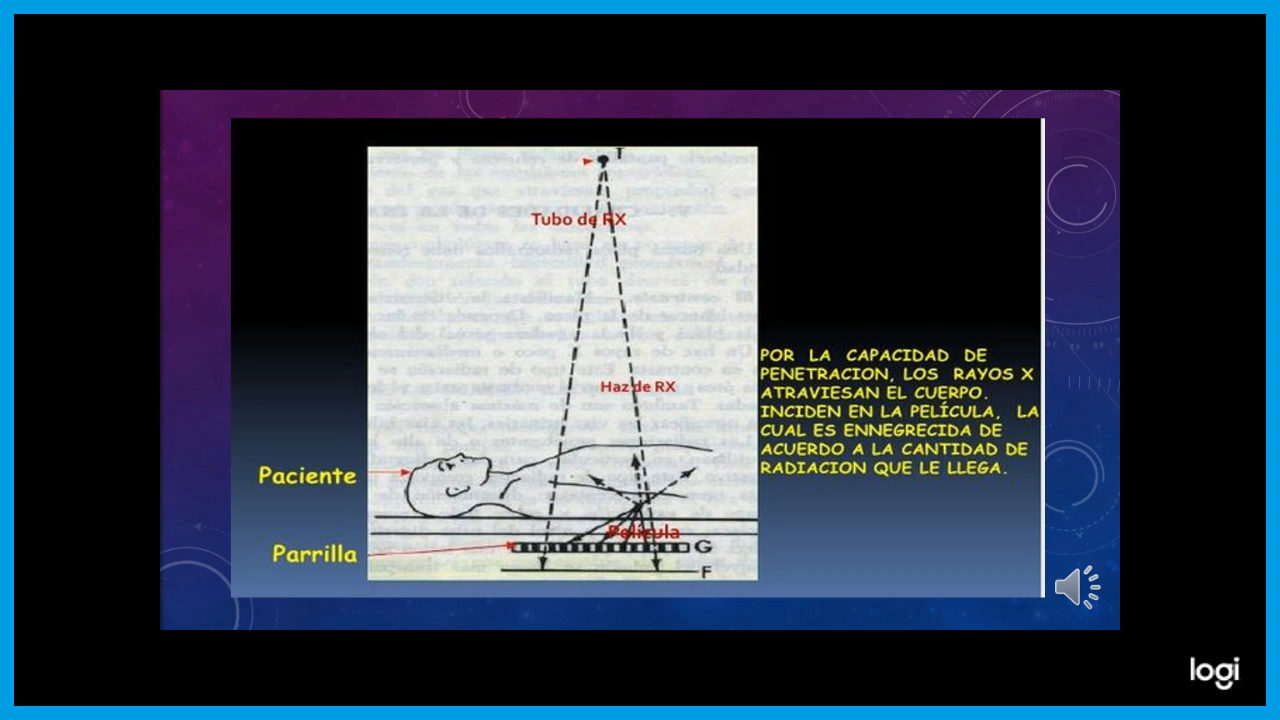 T
Tubo de RX
Haz de RX
Paciente
Película
Parrilla
G
F
POR LA CAPACIDAD DE
PENETRACION, LOS RAYOS X
ATRAVIESAN EL CUERPO.
INCIDEN EN LA PELÍCULA, LA
CUAL ES ENNEGRECIDA DE
ACUERDO A LA CANTIDAD DE
RADIACION QUE LE LLEGA.
logi